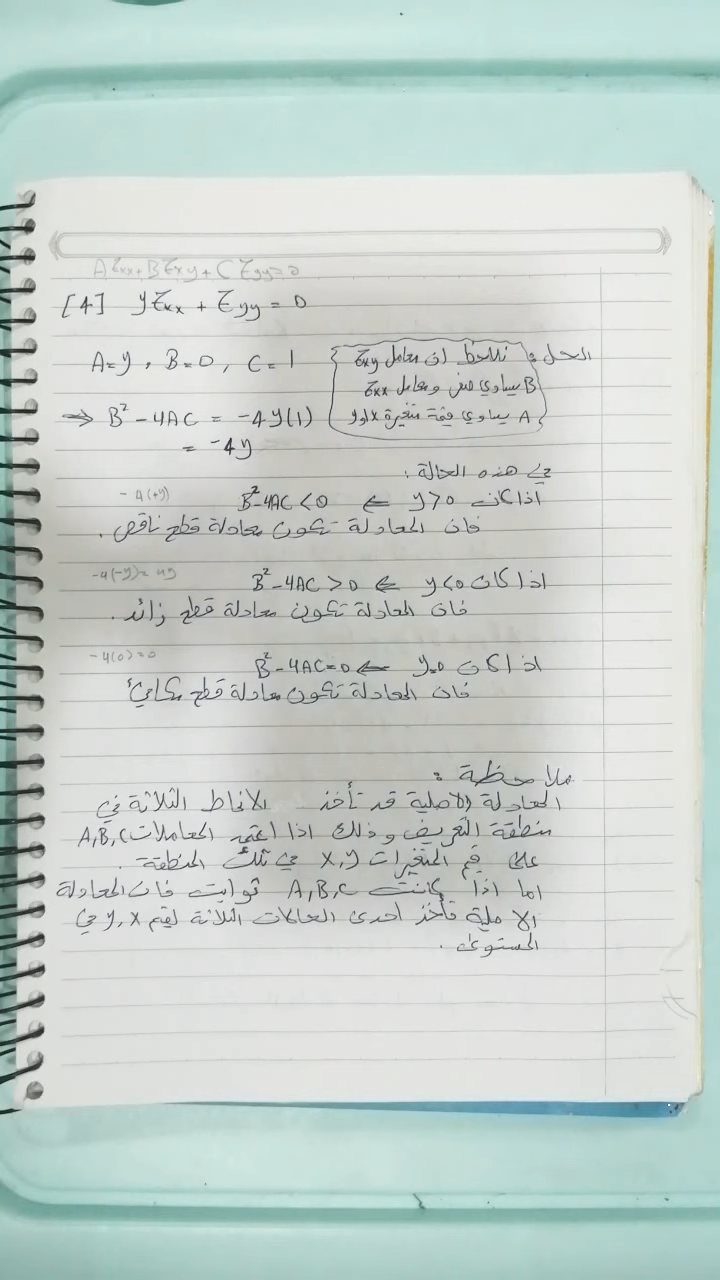 A Zxx + B Zxy + C Zyy = 0
[4] y Zxx + Zyy = 0
الحل: نلاحظ ان معامل Zxy
B يساوي صفر ومعامل Zxx
A يساوي قيمة متغيرة x او y
A = y , B = 0 , C = 1
⇒ B² - 4AC = -4y(1)
= -4y
في هذه الحالة:
اذا كانت y > 0 ⇐ B² - 4AC < 0
-4(+y)
فان المعادلة تكون معادلة قطع ناقص .
اذا كان y < 0 ⇐ B² - 4AC > 0
-4(-y) = 4y
فان المعادلة تكون معادلة قطع زائد .
اذا كان y = 0 ⇐ B² - 4AC = 0
-4(0) = 0
فان المعادلة تكون معادلة قطع مكافئ
ملاحظة :
المعادلة الاصلية قد تأخذ الانماط الثلاثة في
منطقة التعريف وذلك اذا اعتمد المعاملات A,B,C
على قيم المتغيرات x,y في تلك المنطقة .
اما اذا كانت A,B,C ثوابت فان المعادلة
الاصلية تأخذ احدى الحالات الثلاثة لقيم x,y في
المستوى .